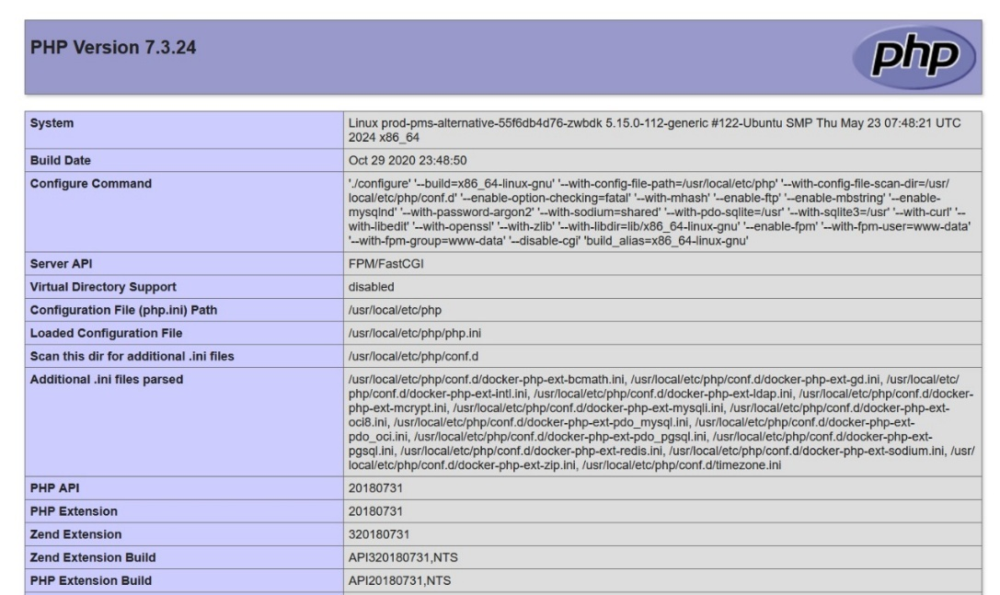 PHP Version 7.3.24
php
System
Linux prod-pms-alternative-55f6db4d76-zwbdk 5.15.0-112-generic #122-Ubuntu SMP Thu May 23 07:48:21 UTC
2024 x86_64
Build Date
Oct 29 2020 23:48:50
Configure Command
'./configure' '--build=x86_64-linux-gnu' '--with-config-file-path=/usr/local/etc/php' '--with-config-file-scan-dir=/usr/
local/etc/php/conf.d' '--enable-option-checking=fatal' '--with-mhash' '--enable-ftp' '--enable-mbstring' '--enable-
mysqlnd' '--with-password-argon2' '--with-sodium=shared' '--with-pdo-sqlite=/usr' '--with-sqlite3=/usr' '--with-curl' '--
with-libedit' '--with-openssl' '--with-zlib' '--with-libdir=lib/x86_64-linux-gnu' '--enable-fpm' '--with-fpm-user=www-data'
'--with-fpm-group=www-data' '--disable-cgi' 'build_alias=x86_64-linux-gnu'
Server API
FPM/FastCGI
Virtual Directory Support
disabled
Configuration File (php.ini) Path
/usr/local/etc/php
Loaded Configuration File
/usr/local/etc/php/php.ini
Scan this dir for additional .ini files
/usr/local/etc/php/conf.d
Additional .ini files parsed
/usr/local/etc/php/conf.d/docker-php-ext-bcmath.ini, /usr/local/etc/php/conf.d/docker-php-ext-gd.ini, /usr/local/etc/
php/conf.d/docker-php-ext-intl.ini, /usr/local/etc/php/conf.d/docker-php-ext-ldap.ini, /usr/local/etc/php/conf.d/docker-
php-ext-mcrypt.ini, /usr/local/etc/php/conf.d/docker-php-ext-mysqli.ini, /usr/local/etc/php/conf.d/docker-php-ext-
oci8.ini, /usr/local/etc/php/conf.d/docker-php-ext-pdo_mysql.ini, /usr/local/etc/php/conf.d/docker-php-ext-
pdo_oci.ini, /usr/local/etc/php/conf.d/docker-php-ext-pdo_pgsql.ini, /usr/local/etc/php/conf.d/docker-php-ext-
pgsql.ini, /usr/local/etc/php/conf.d/docker-php-ext-redis.ini, /usr/local/etc/php/conf.d/docker-php-ext-sodium.ini, /usr/
local/etc/php/conf.d/docker-php-ext-zip.ini, /usr/local/etc/php/conf.d/timezone.ini
PHP API
20180731
PHP Extension
20180731
Zend Extension
320180731
Zend Extension Build
API320180731,NTS
PHP Extension Build
API20180731,NTS